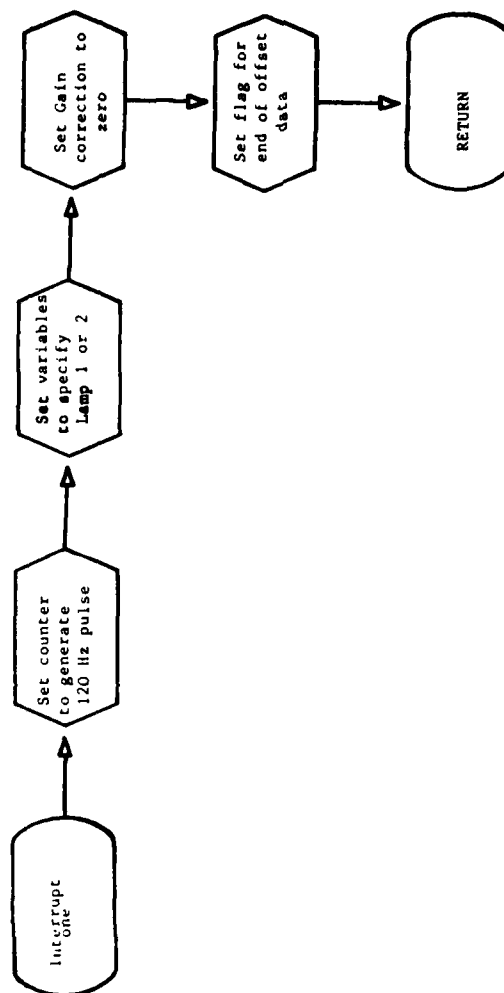 Interrupt
one
Set counter
to generate
120 Hz pulse
Set variables
to specify
Lamp 1 or 2
Set Gain
correction to
zero
Set flag for
end of offset
data
RETURN